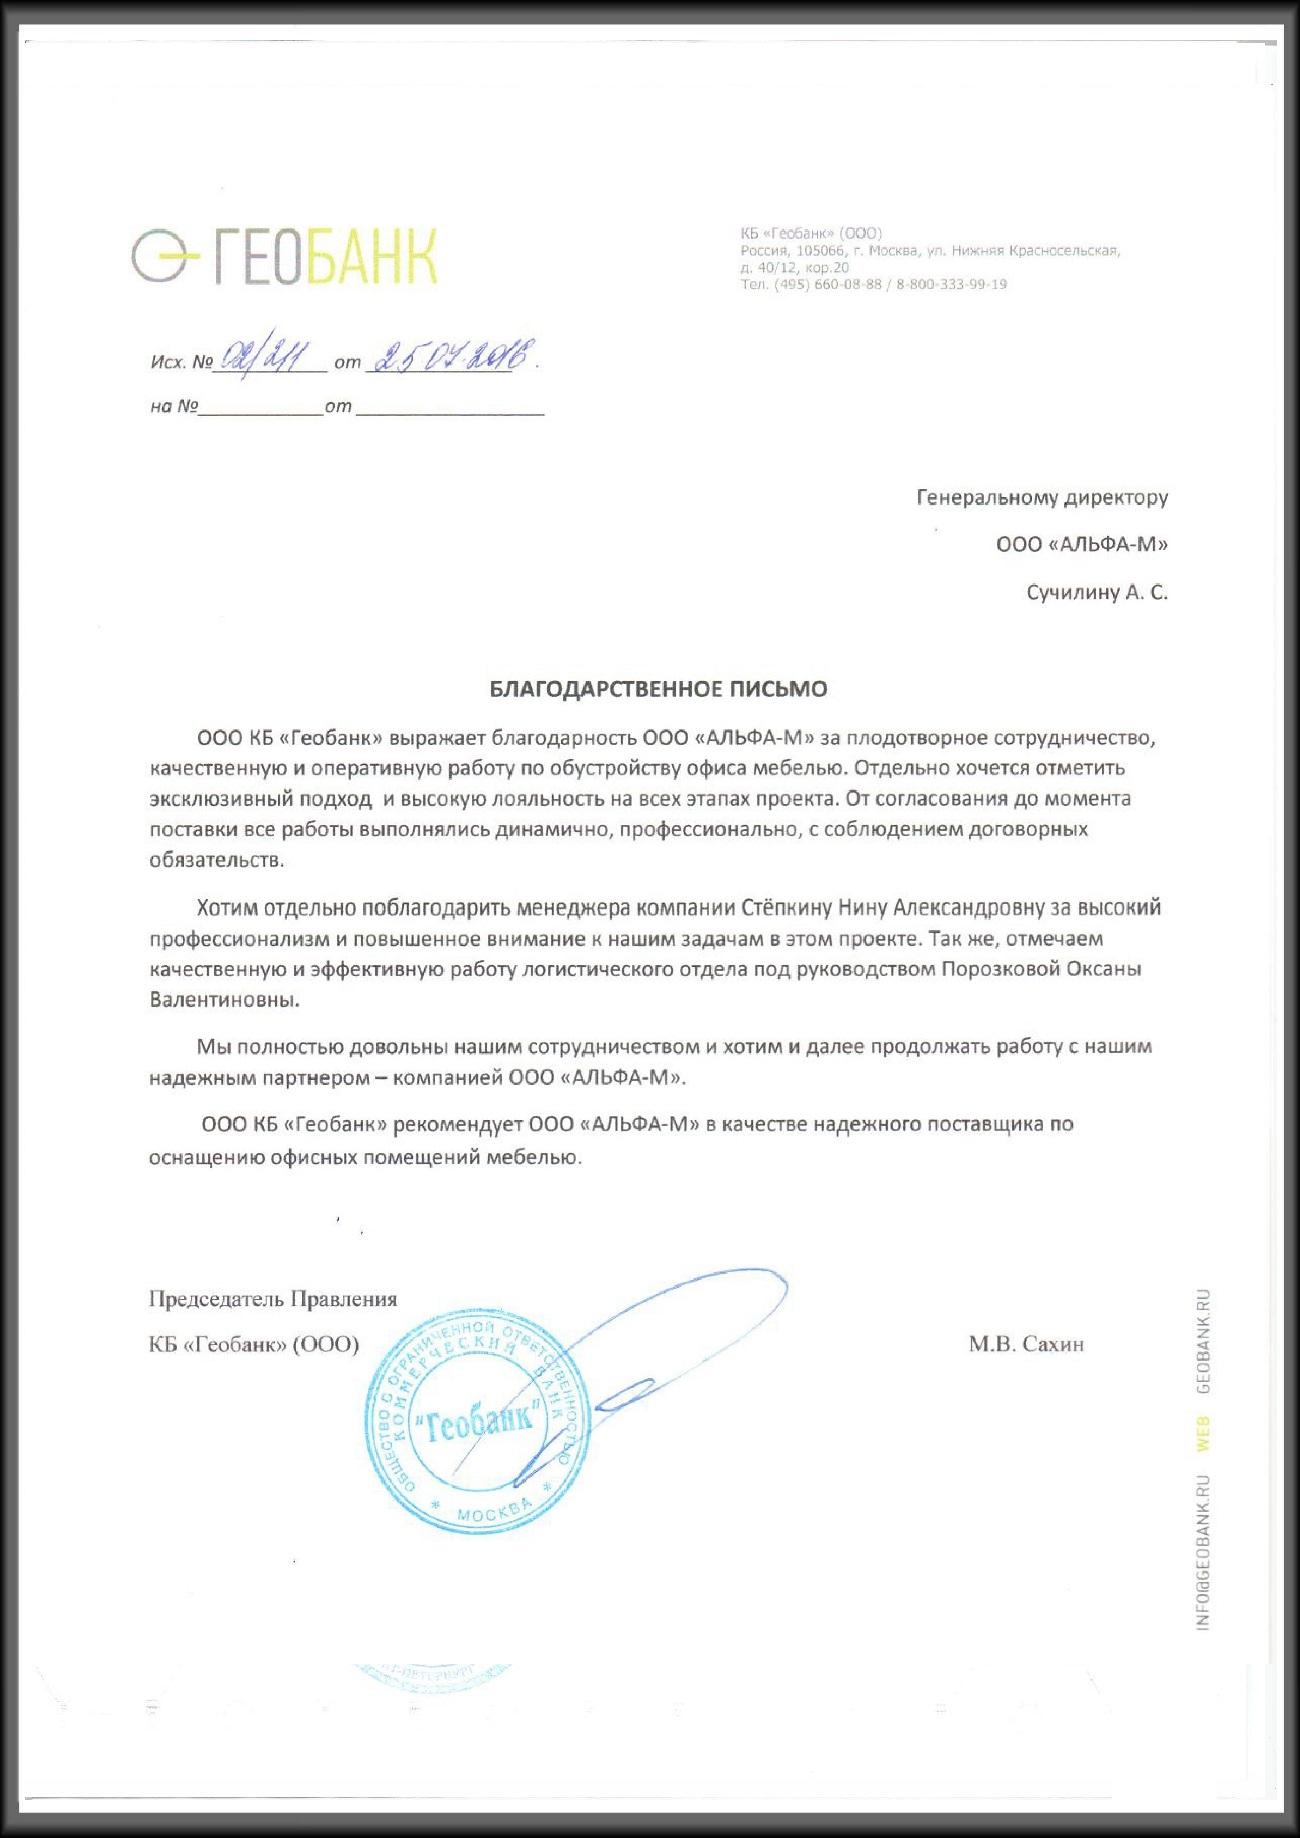 ГЕОБАНК
КБ «Геобанк» (ООО)
Россия, 105066, г. Москва, ул. Нижняя Красносельская,
д. 40/12, кор.20
Тел. (495) 660-08-88 / 8-800-333-99-19
Исх. № 02/211 от 25 07.2016.
на № от
Генеральному директору
ООО «АЛЬФА-М»
Сучилину А. С.
БЛАГОДАРСТВЕННОЕ ПИСЬМО
ООО КБ «Геобанк» выражает благодарность ООО «АЛЬФА-М» за плодотворное сотрудничество,
качественную и оперативную работу по обустройству офиса мебелью. Отдельно хочется отметить
эксклюзивный подход и высокую лояльность на всех этапах проекта. От согласования до момента
поставки все работы выполнялись динамично, профессионально, с соблюдением договорных
обязательств.
Хотим отдельно поблагодарить менеджера компании Стёпкину Нину Александровну за высокий
профессионализм и повышенное внимание к нашим задачам в этом проекте. Так же, отмечаем
качественную и эффективную работу логистического отдела под руководством Порозковой Оксаны
Валентиновны.
Мы полностью довольны нашим сотрудничеством и хотим и далее продолжать работу с нашим
надежным партнером – компанией ООО «АЛЬФА-М».
ООО КБ «Геобанк» рекомендует ООО «АЛЬФА-М» в качестве надежного поставщика по
оснащению офисных помещений мебелью.
Председатель Правления
КБ «Геобанк» (ООО)
М.В. Сахин
ОБЩЕСТВО С ОГРАНИЧЕННОЙ ОТВЕТСТВЕННОСТЬЮ
КОММЕРЧЕСКИЙ БАНК
"Геобанк"
* МОСКВА *
INFO@GEOBANK.RU WEB GEOBANK.RU